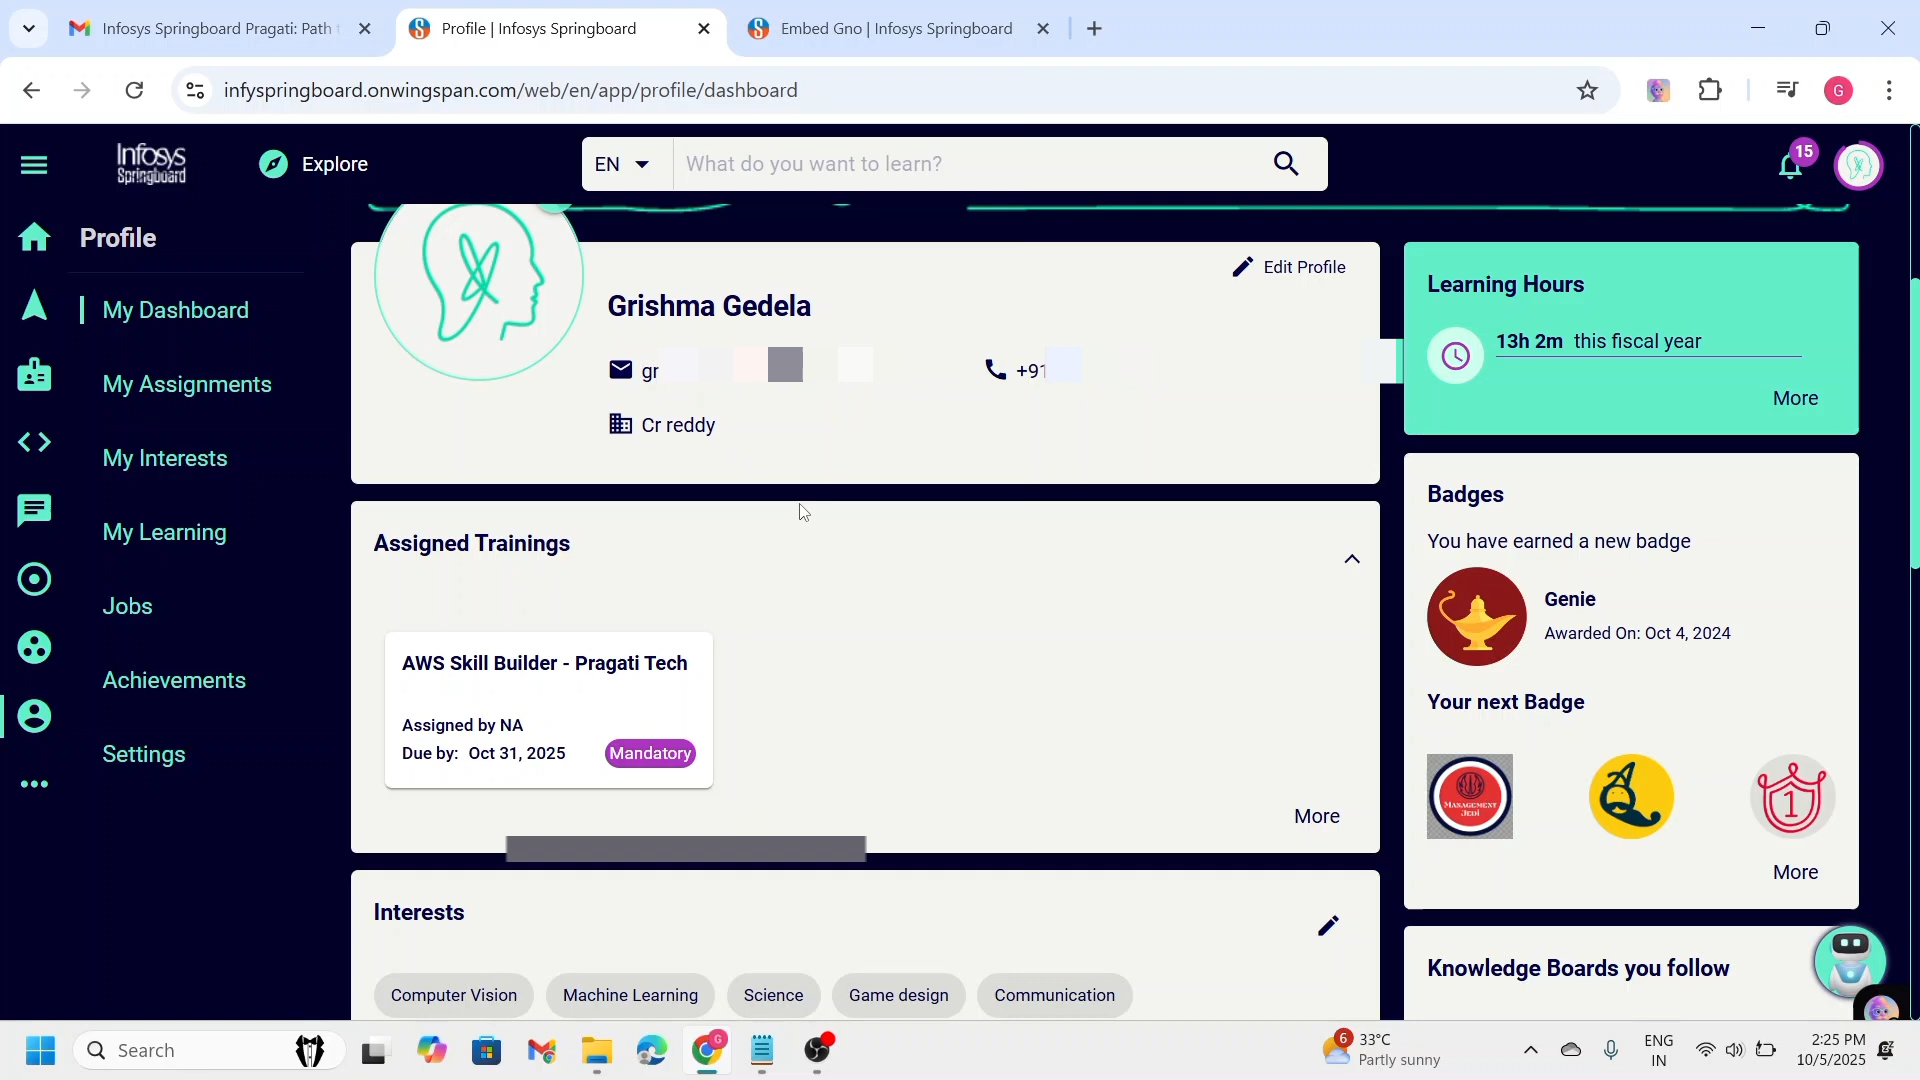 Infosys Springboard Pragati: Path
Profile | Infosys Springboard
Embed Gno | Infosys Springboard
infyspringboard.onwingspan.com/web/en/app/profile/dashboard
G
Infosys
Springboard
Explore
EN
What do you want to learn?
15
Profile
My Dashboard
My Assignments
My Interests
My Learning
Jobs
Achievements
Settings
Edit Profile
Grishma Gedela
gr
+91
Cr reddy
Assigned Trainings
AWS Skill Builder - Pragati Tech
Assigned by NA
Due by: Oct 31, 2025
Mandatory
More
Interests
Computer Vision
Machine Learning
Science
Game design
Communication
Learning Hours
13h 2m this fiscal year
More
Badges
You have earned a new badge
Genie
Awarded On: Oct 4, 2024
Your next Badge
MANAGEMENT
JEDI
1
More
Knowledge Boards you follow
Search
G
6
33°C
Partly sunny
ENG
IN
2:25 PM
10/5/2025